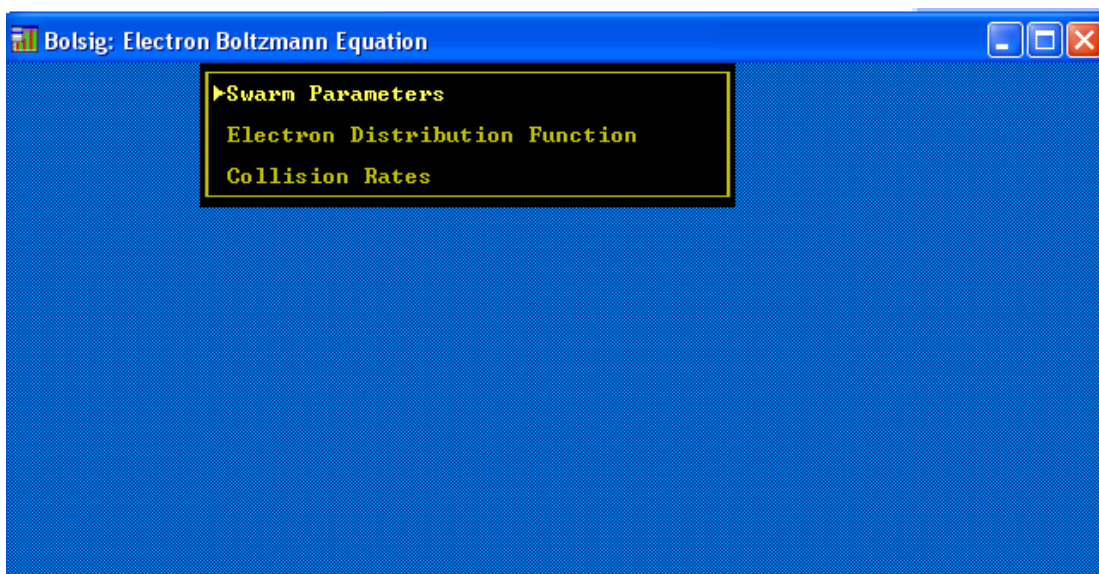 Bolsig: Electron Boltzmann Equation
Swarm Parameters
Electron Distribution Function
Collision Rates